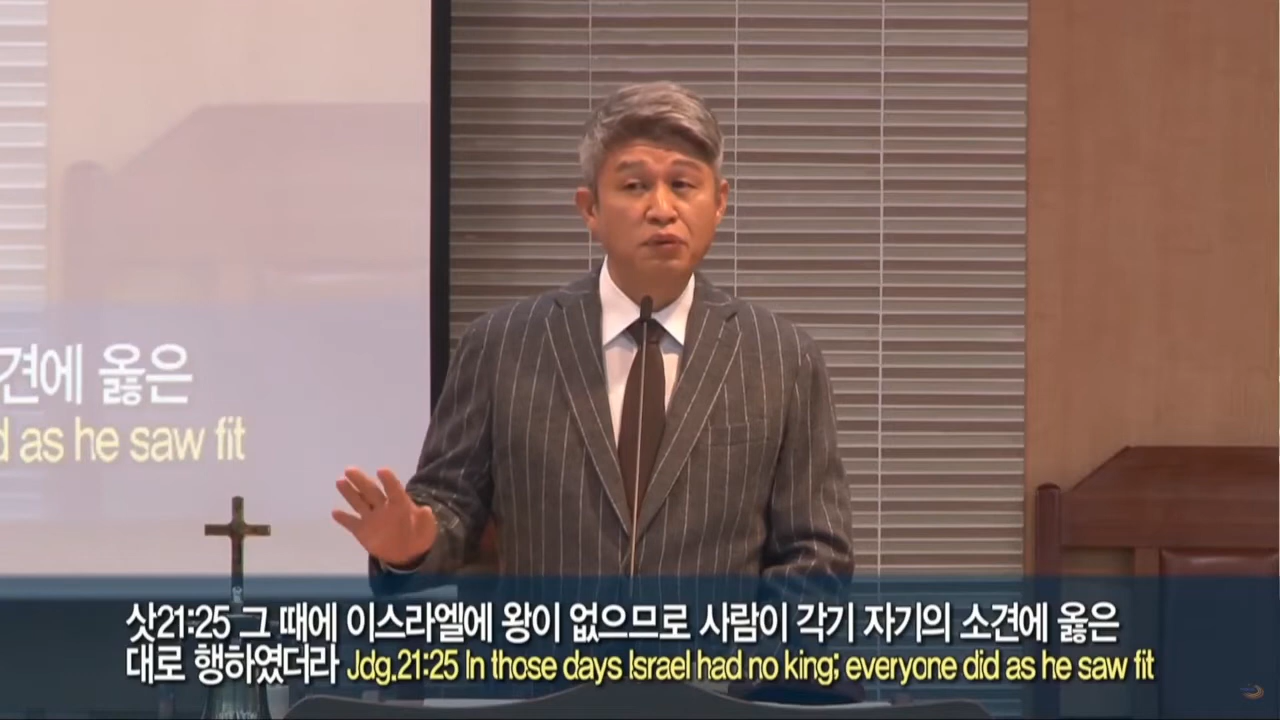 견에 옳은
d as he saw fit
삿21:25 그 때에 이스라엘에 왕이 없으므로 사람이 각기 자기의 소견에 옳은
대로 행하였더라 Jdg.21:25 In those days Israel had no king; everyone did as he saw fit